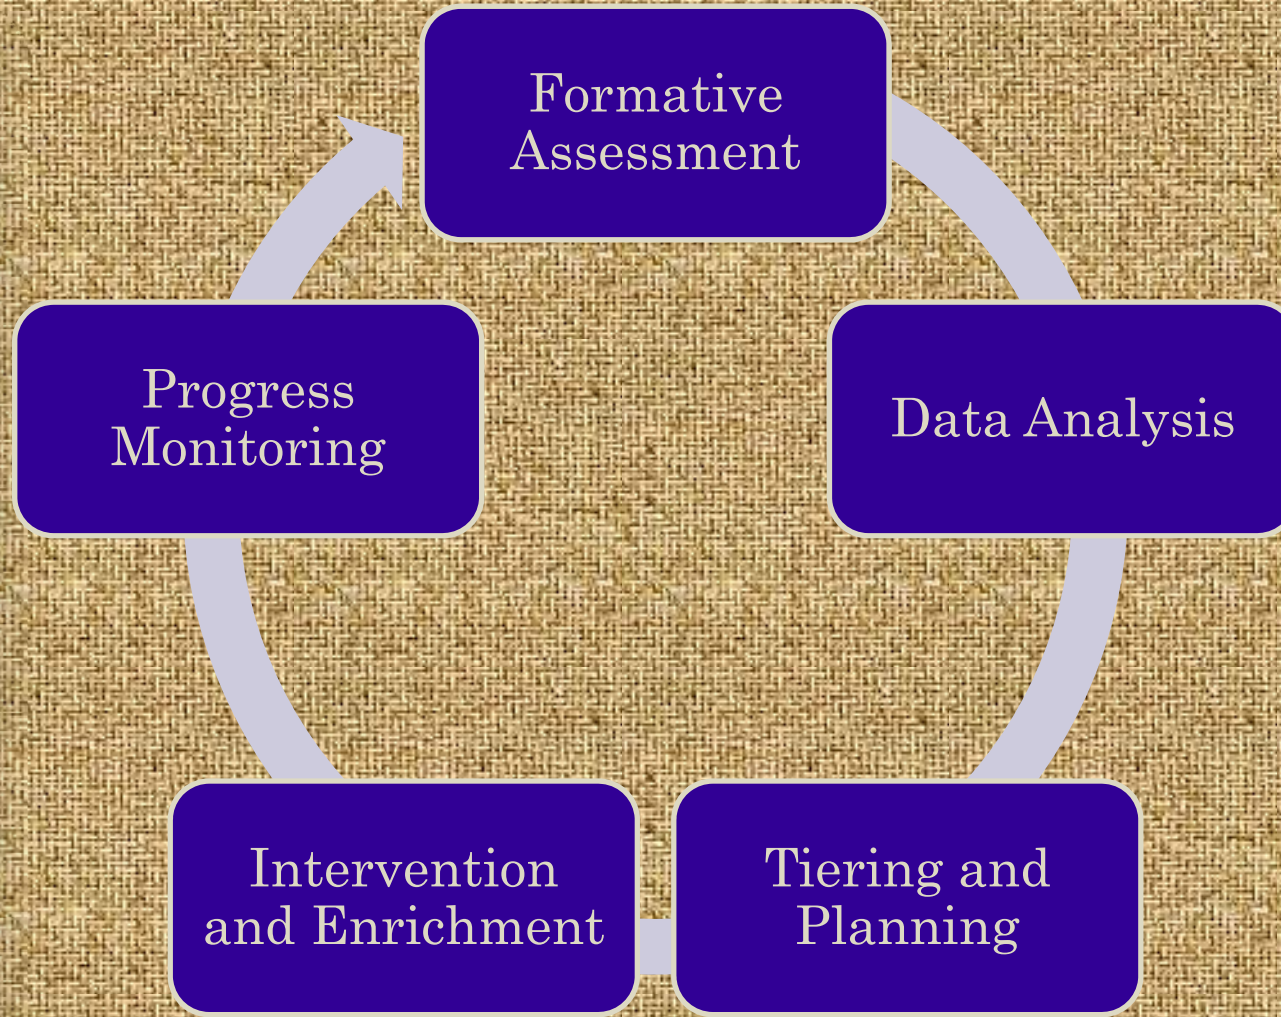 Formative
Assessment
Data Analysis
Tiering and
Planning
Intervention
and Enrichment
Progress
Monitoring